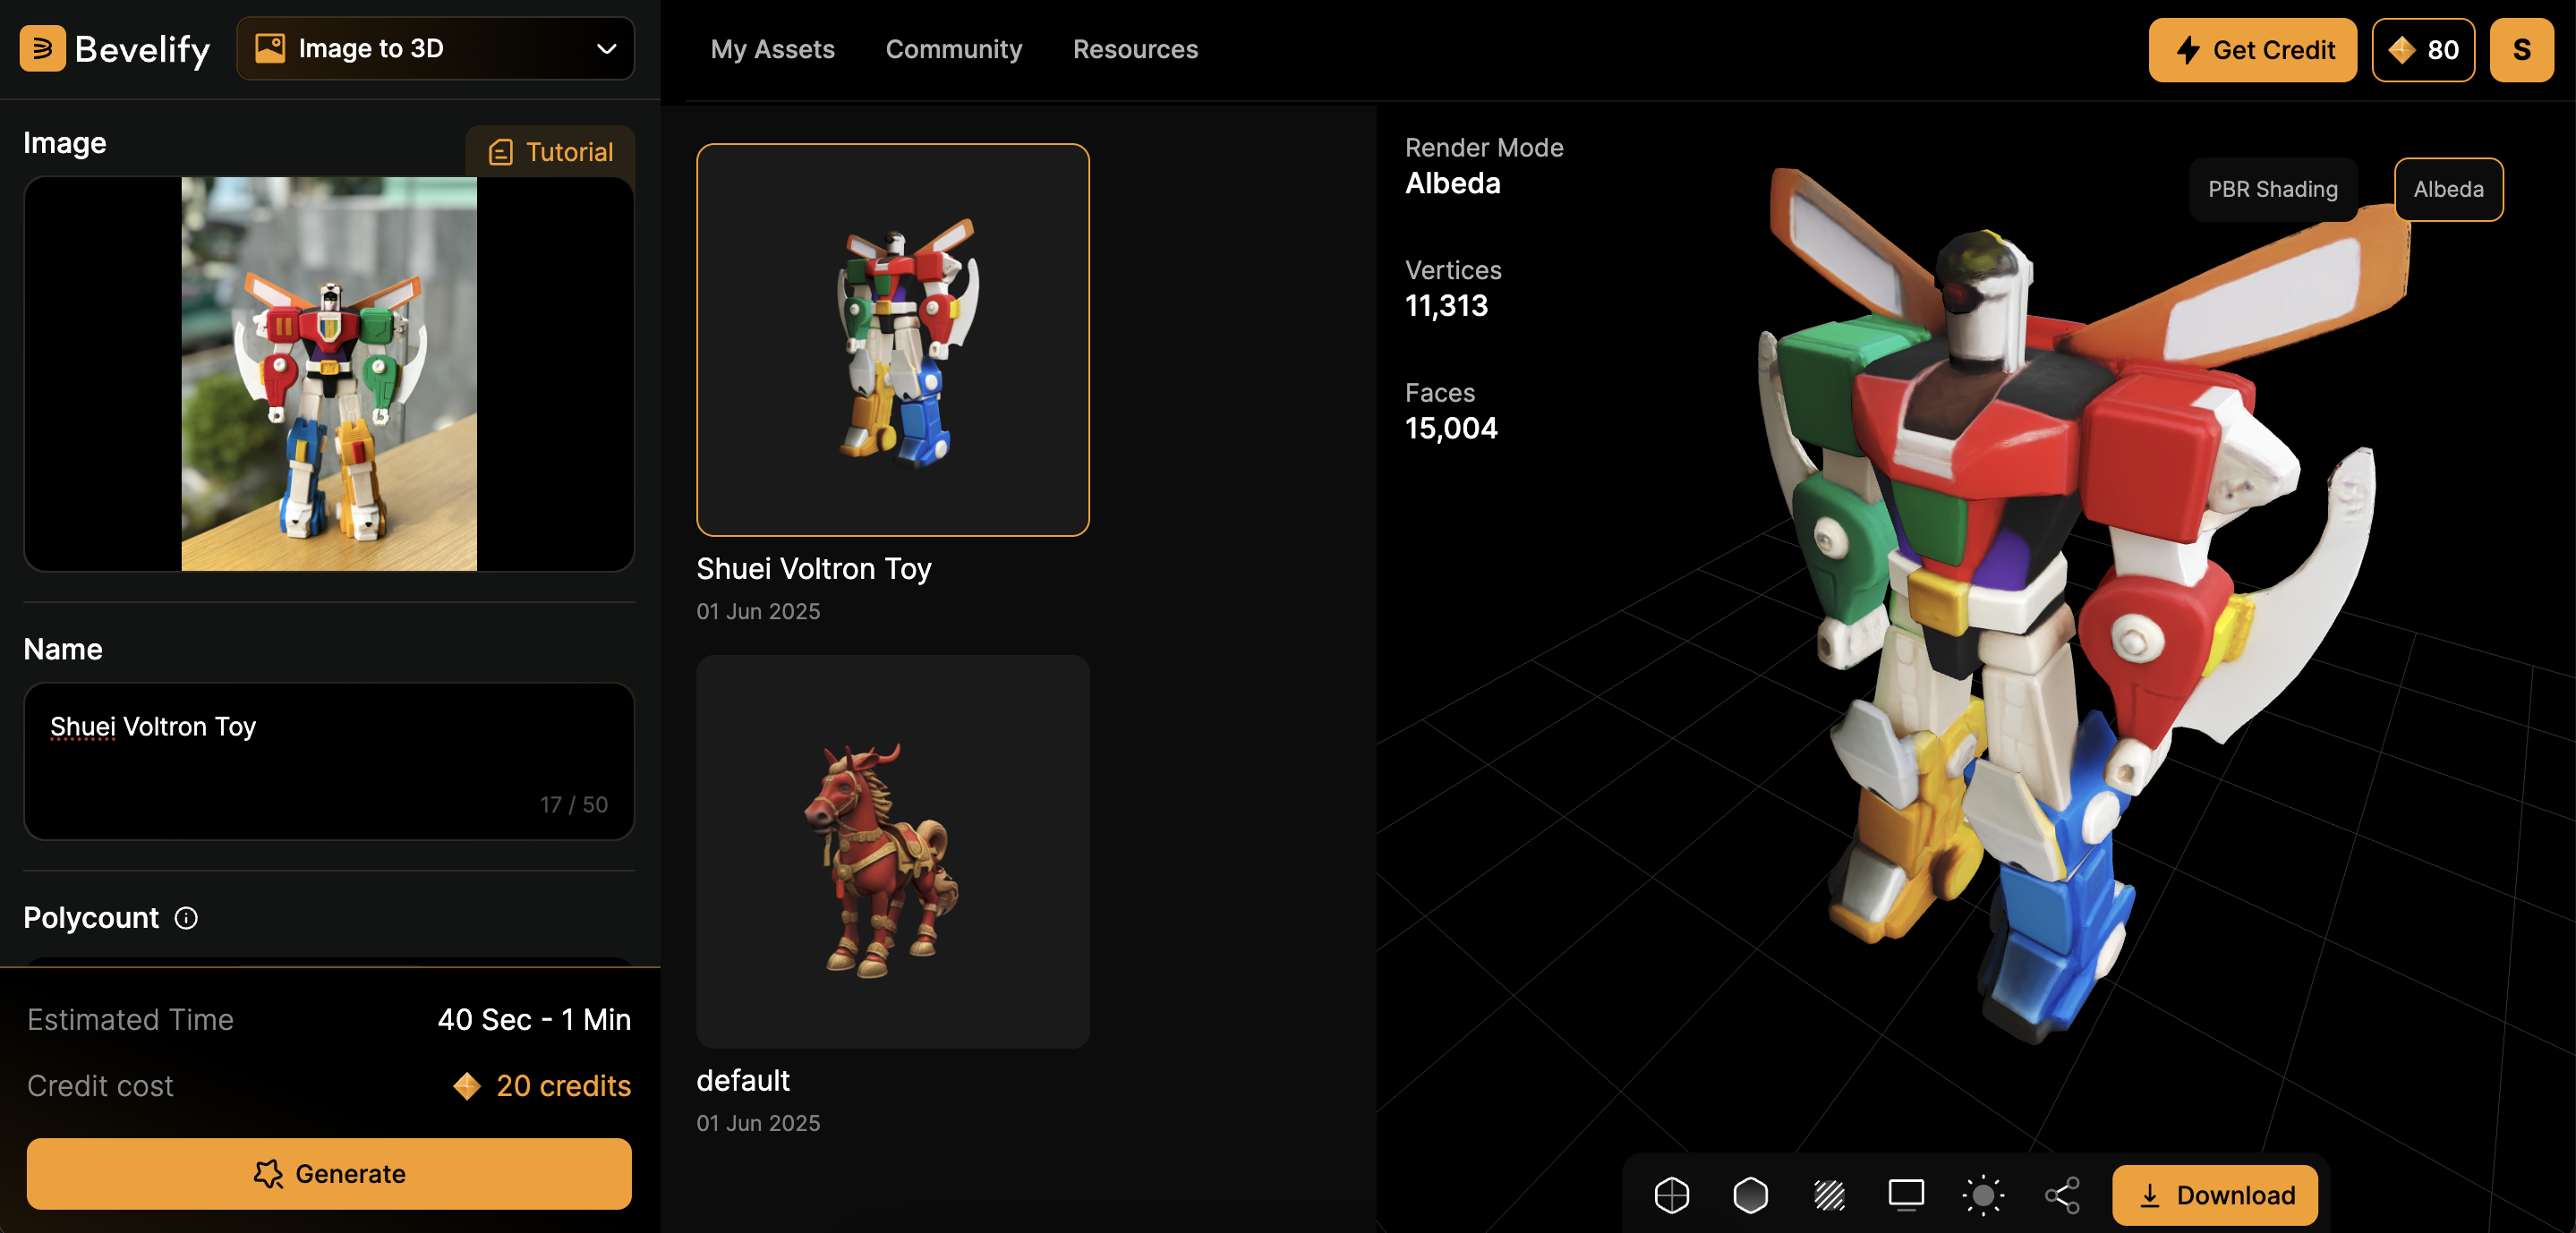 Bevelify
Image to 3D
My Assets
Community
Resources
Get Credit
80
S
Image
Tutorial
Name
Shuei Voltron Toy
17 / 50
Polycount
Estimated Time
40 Sec - 1 Min
Credit cost
20 credits
Generate
Shuei Voltron Toy
01 Jun 2025
default
01 Jun 2025
Render Mode
Albeda
Vertices
11,313
Faces
15,004
PBR Shading
Albeda
Download